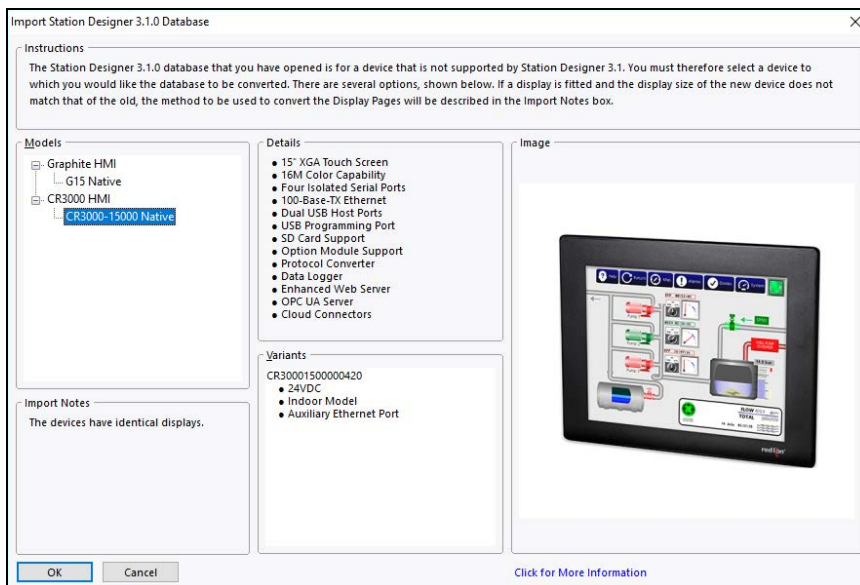 Import Station Designer 3.1.0 Database
Instructions
The Station Designer 3.1.0 database that you have opened is for a device that is not supported by Station Designer 3.1. You must therefore select a device to
which you would like the database to be converted. There are several options, shown below. If a display is fitted and the display size of the new device does not
match that of the old, the method to be used to convert the Display Pages will be described in the Import Notes box.
Models
Graphite HMI
G15 Native
CR3000 HMI
CR3000-15000 Native
Import Notes
The devices have identical displays.
Details
• 15" XGA Touch Screen
• 16M Color Capability
• Four Isolated Serial Ports
• 100-Base-TX Ethernet
• Dual USB Host Ports
• USB Programming Port
• SD Card Support
• Option Module Support
• Protocol Converter
• Data Logger
• Enhanced Web Server
• OPC UA Server
• Cloud Connectors
Variants
CR30001500000420
• 24VDC
• Indoor Model
• Auxiliary Ethernet Port
Image
Help
Return
Alarms
System
FLOW
TOTAL
redlion
OK
Cancel
Click for More Information